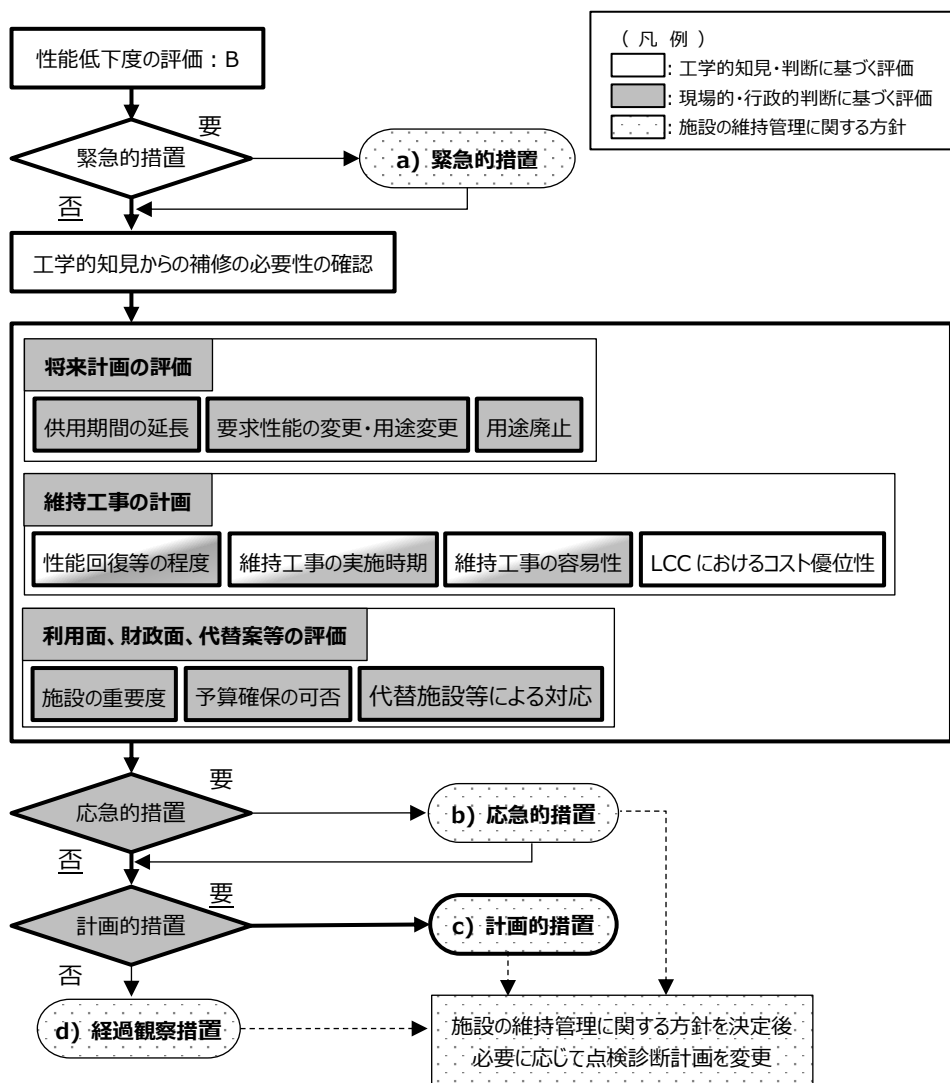 性能低下度の評価：B
（ 凡 例 ）
：工学的知見・判断に基づく評価
：現場的・行政的判断に基づく評価
：施設の維持管理に関する方針
要
緊急的措置
a）緊急的措置
否
工学的知見からの補修の必要性の確認
将来計画の評価
供用期間の延長 要求性能の変更・用途変更 用途廃止
維持工事の計画
性能回復等の程度 維持工事の実施時期 維持工事の容易性 LCC におけるコスト優位性
利用面、財政面、代替案等の評価
施設の重要度 予算確保の可否 代替施設等による対応
要
応急的措置
b）応急的措置
否
要
計画的措置
c）計画的措置
否
d）経過観察措置
施設の維持管理に関する方針を決定後
必要に応じて点検診断計画を変更